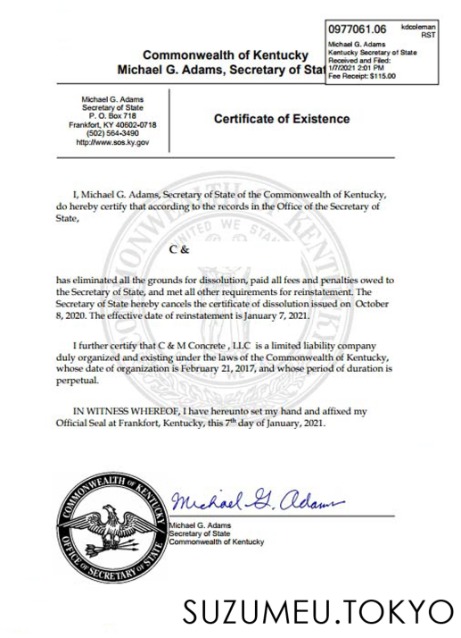 0977061.06
kdcoleman
RST
Michael G. Adams
Kentucky Secretary of State
Received and Filed:
1/7/2021 2:01 PM
Fee Receipt: $115.00
Commonwealth of Kentucky
Michael G. Adams, Secretary of Stat
Michael G. Adams
Secretary of State
P. O. Box 718
Frankfort, KY 40602-0718
(502) 564-3490
http://www.sos.ky.gov
Certificate of Existence
I, Michael G. Adams, Secretary of State of the Commonwealth of Kentucky,
do hereby certify that according to the records in the Office of the Secretary of
State,
C &
has eliminated all the grounds for dissolution, paid all fees and penalties owed to
the Secretary of State, and met all other requirements for reinstatement. The
Secretary of State hereby cancels the certificate of dissolution issued on October
8, 2020. The effective date of reinstatement is January 7, 2021.
I further certify that C & M Concrete , LLC is a limited liability company
duly organized and existing under the laws of the Commonwealth of Kentucky,
whose date of organization is February 21, 2017, and whose period of duration is
perpetual.
IN WITNESS WHEREOF, I have hereunto set my hand and affixed my
Official Seal at Frankfort, Kentucky, this 7th day of January, 2021.
COMMONWEALTH OF KENTUCKY
OFFICE OF SECRETARY OF STATE
Michael G. Adams
Michael G. Adams
Secretary of State
Commonwealth of Kentucky
SUZUMEU.TOKYO